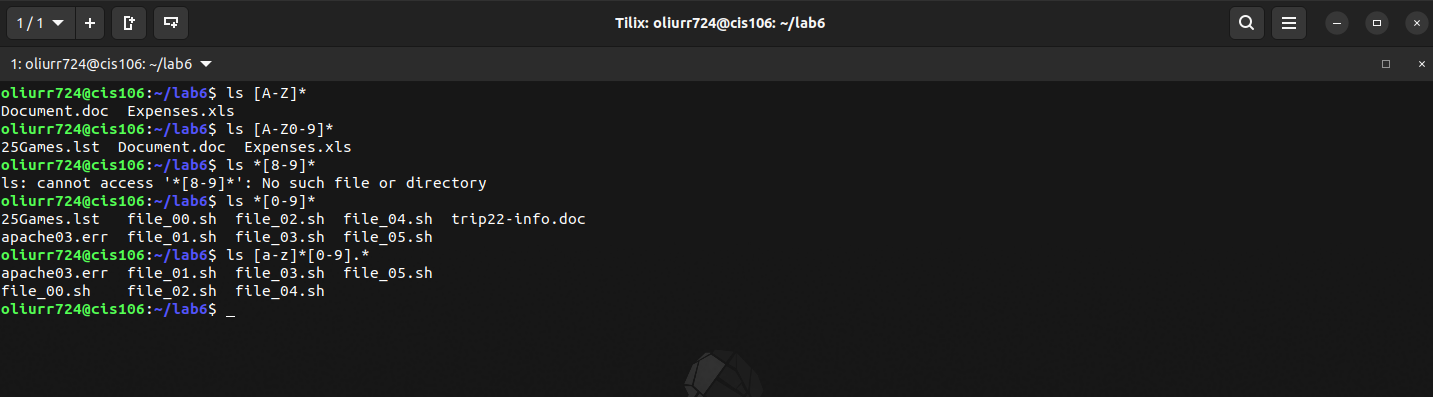 1 / 1
Tilix: oliurr724@cis106: ~/lab6
1: oliurr724@cis106: ~/lab6
oliurr724@cis106:~/lab6$ ls [A-Z]*
Document.doc  Expenses.xls
oliurr724@cis106:~/lab6$ ls [A-Z0-9]*
25Games.lst  Document.doc  Expenses.xls
oliurr724@cis106:~/lab6$ ls *[8-9]*
ls: cannot access '*[8-9]*': No such file or directory
oliurr724@cis106:~/lab6$ ls *[0-9]*
25Games.lst   file_00.sh  file_02.sh  file_04.sh  trip22-info.doc
apache03.err  file_01.sh  file_03.sh  file_05.sh
oliurr724@cis106:~/lab6$ ls [a-z]*[0-9].*
apache03.err  file_01.sh  file_03.sh  file_05.sh
file_00.sh    file_02.sh  file_04.sh
oliurr724@cis106:~/lab6$ _